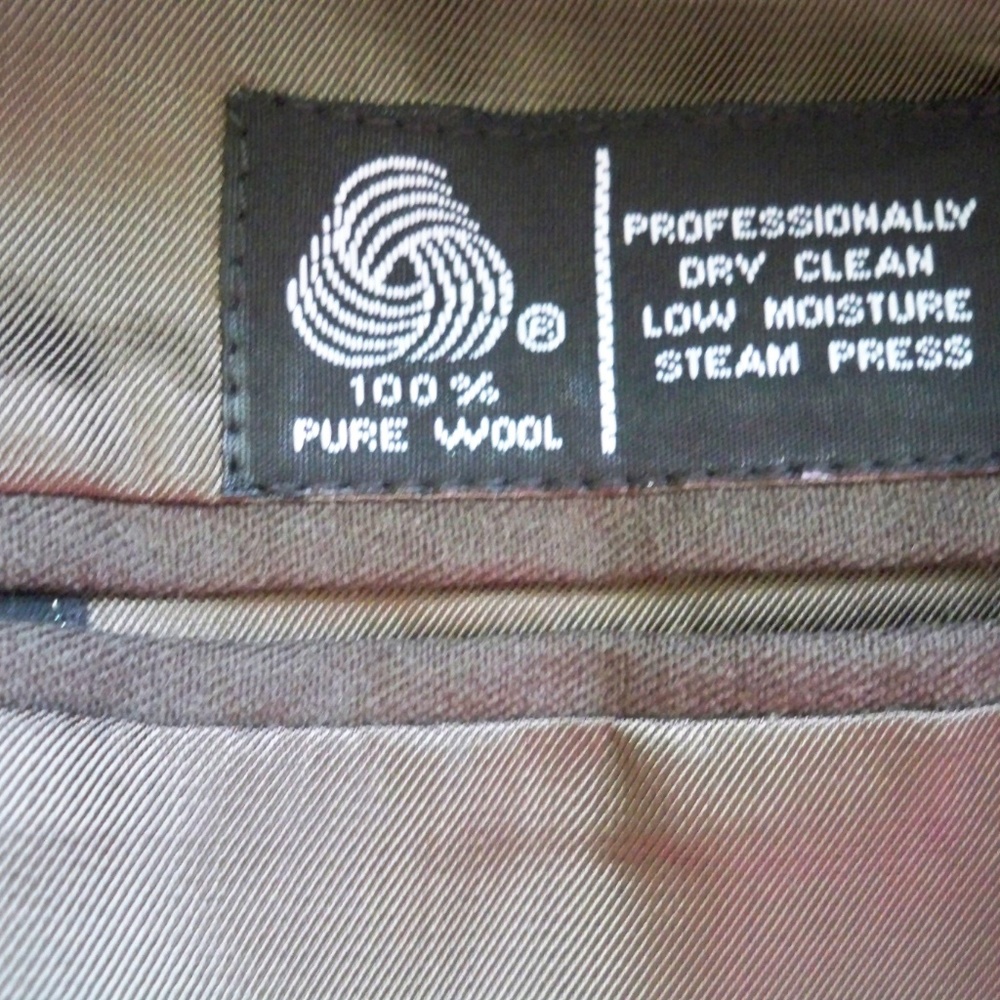 ®
100%
PURE WOOL
PROFESSIONALLY
DRY CLEAN
LOW MOISTURE
STEAM PRESS